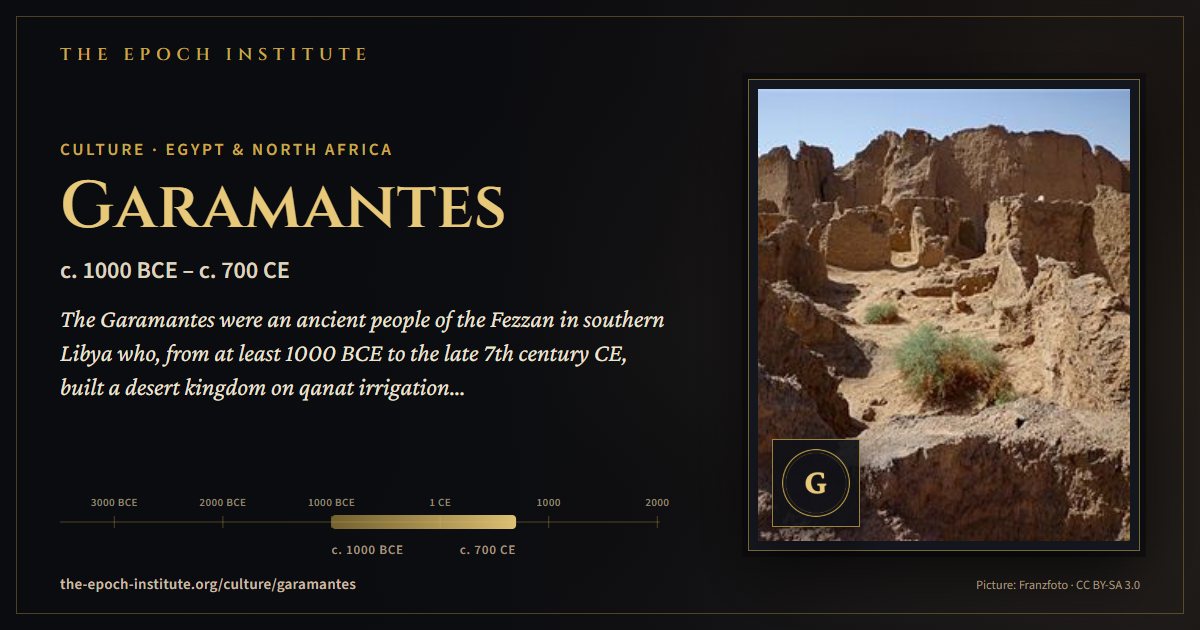 THE EPOCH INSTITUTE
CULTURE · EGYPT & NORTH AFRICA
GARAMANTES
c. 1000 BCE – c. 700 CE
The Garamantes were an ancient people of the Fezzan in southern
Libya who, from at least 1000 BCE to the late 7th century CE,
built a desert kingdom on qanat irrigation...
3000 BCE 2000 BCE 1000 BCE 1 CE 1000 2000
c. 1000 BCE c. 700 CE
the-epoch-institute.org/culture/garamantes
G
Picture: Franzfoto · CC BY-SA 3.0